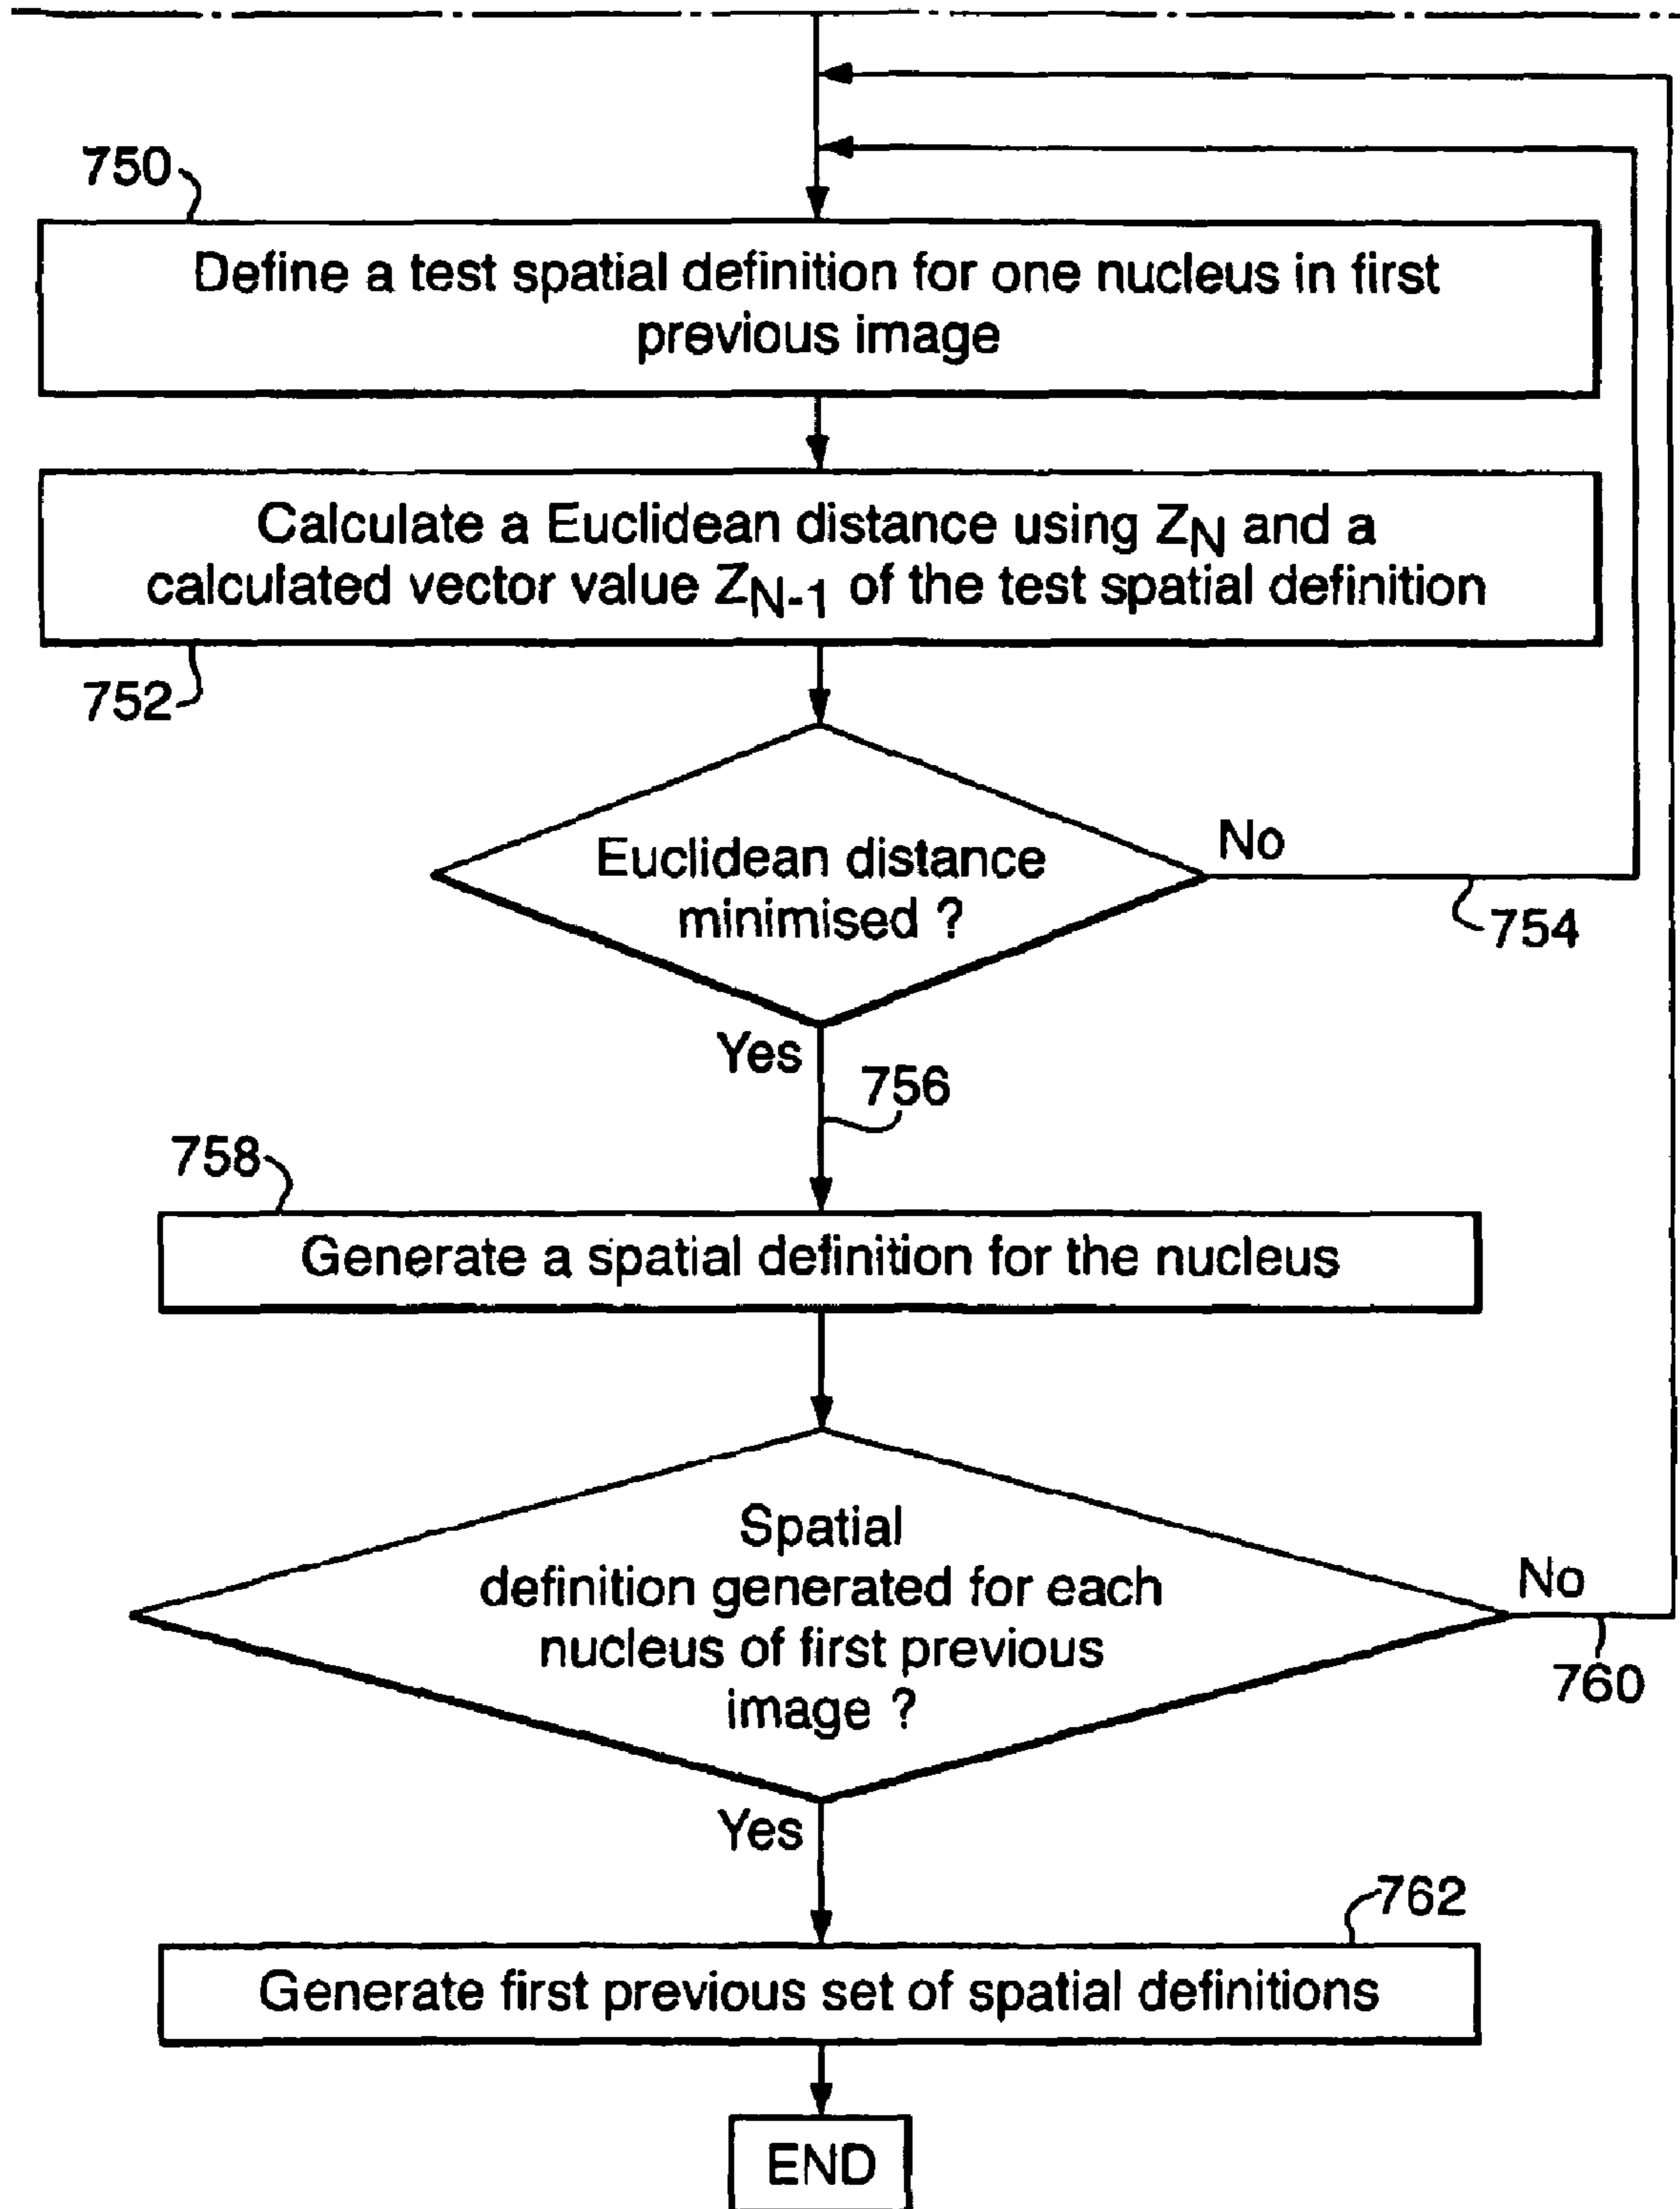 750
Define a test spatial definition for one nucleus in first
previous image
Calculate a Euclidean distance using ZN and a
calculated vector value ZN-1 of the test spatial definition
752
Euclidean distance
minimised ?
No
754
Yes
756
758
Generate a spatial definition for the nucleus
Spatial
definition generated for each
nucleus of first previous
image ?
No
760
Yes
762
Generate first previous set of spatial definitions
END